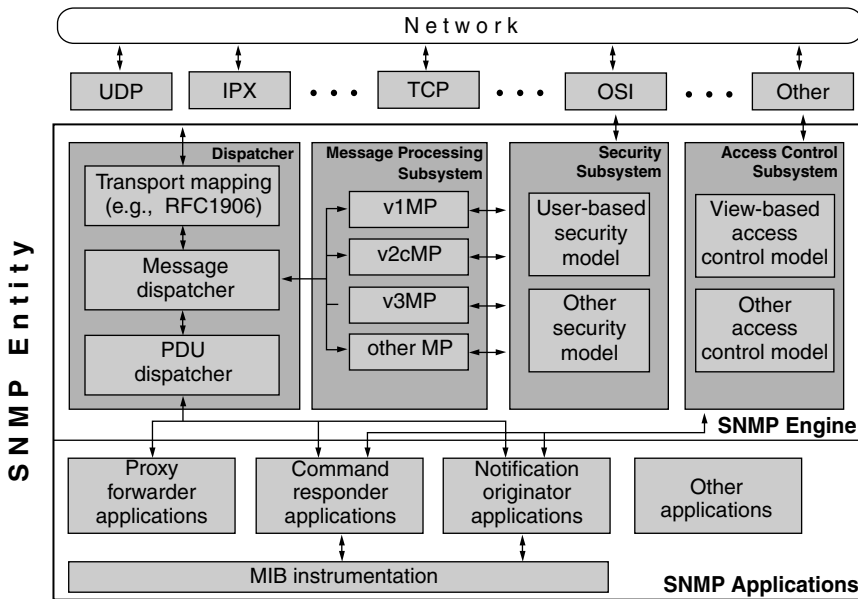 Network
UDP
IPX
TCP
OSI
Other
SNMP Entity
Dispatcher
Transport mapping
(e.g., RFC1906)
Message
dispatcher
PDU
dispatcher
Message Processing
Subsystem
v1MP
v2cMP
v3MP
other MP
Security
Subsystem
User-based
security
model
Other
security
model
Access Control
Subsystem
View-based
access
control model
Other
access
control model
SNMP Engine
Proxy
forwarder
applications
Command
responder
applications
Notification
originator
applications
Other
applications
MIB instrumentation
SNMP Applications